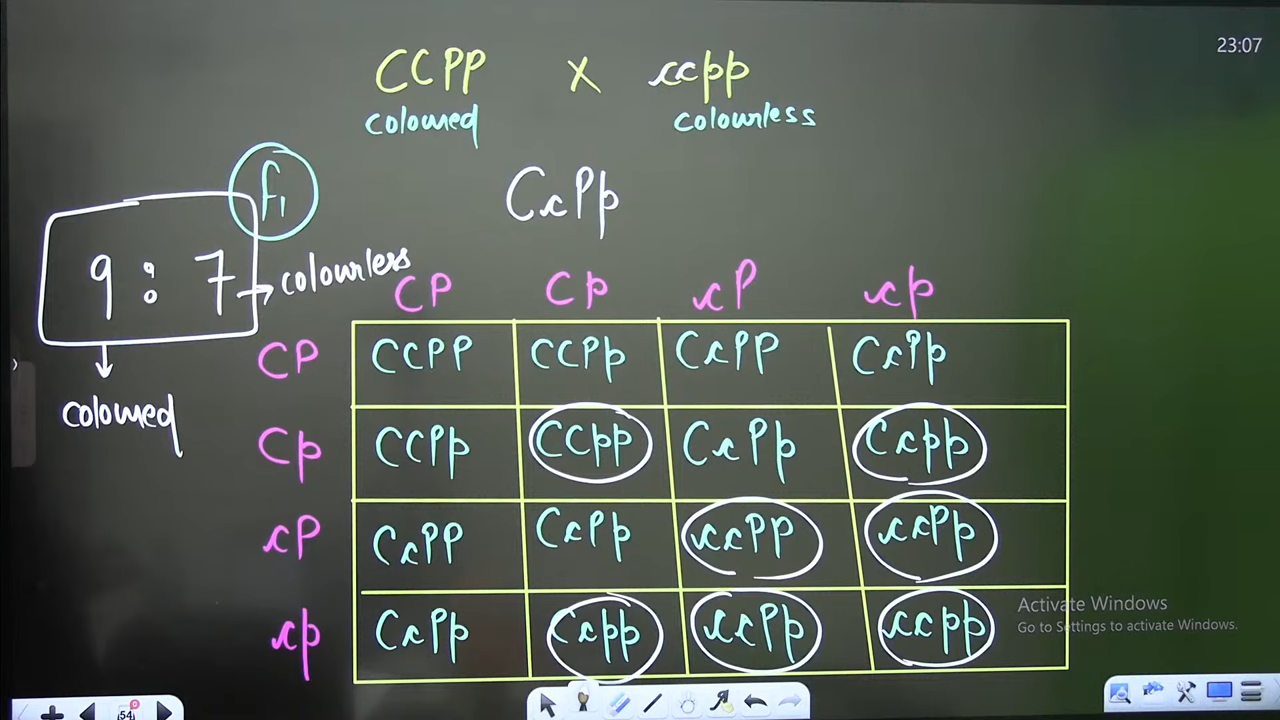 23:07
CCPP x ccpp
coloured colourless
F1
CcPp
9 : 7 → colourless
coloured
CP Cp cP cp
CP CCPP CCPp CcPP CcPp
Cp CCPp CCpp CcPp Ccpp
cP CcPP CcPp ccPP ccPp
cp CcPp Ccpp ccPp ccpp
Activate Windows
Go to Settings to activate Windows.
54